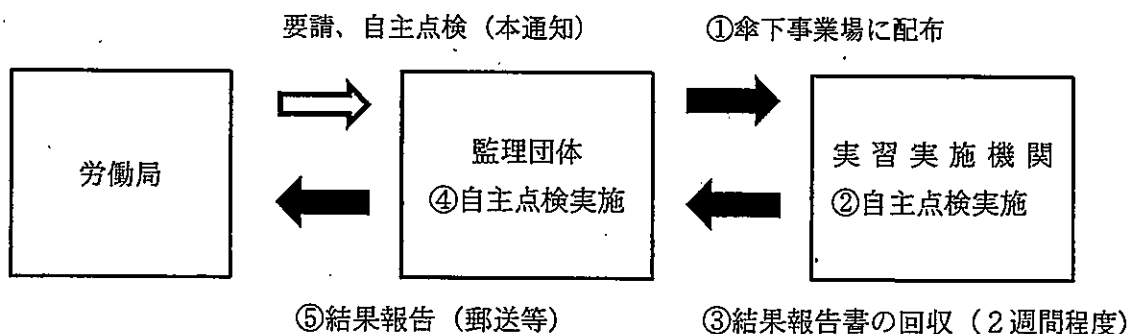 要請、自主点検（本通知）
①傘下事業場に配布
労働局
監理団体
④自主点検実施
実習実施機関
②自主点検実施
⑤結果報告（郵送等）
③結果報告書の回収（２週間程度）